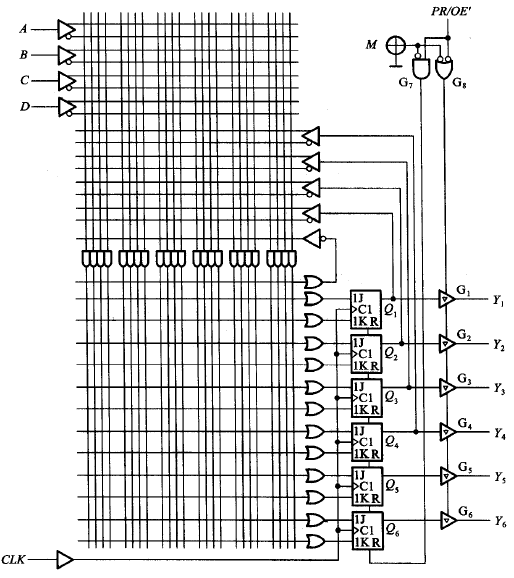 PR/OE'
A
M
B
C
G7
G8
D
1J
C1
1K R
Q1
G1
Y1
1J
C1
1K R
Q2
G2
Y2
1J
C1
1K R
Q3
G3
Y3
1J
C1
1K R
Q4
G4
Y4
1J
C1
1K R
Q5
G5
Y5
1J
C1
1K R
Q6
G6
Y6
CLK